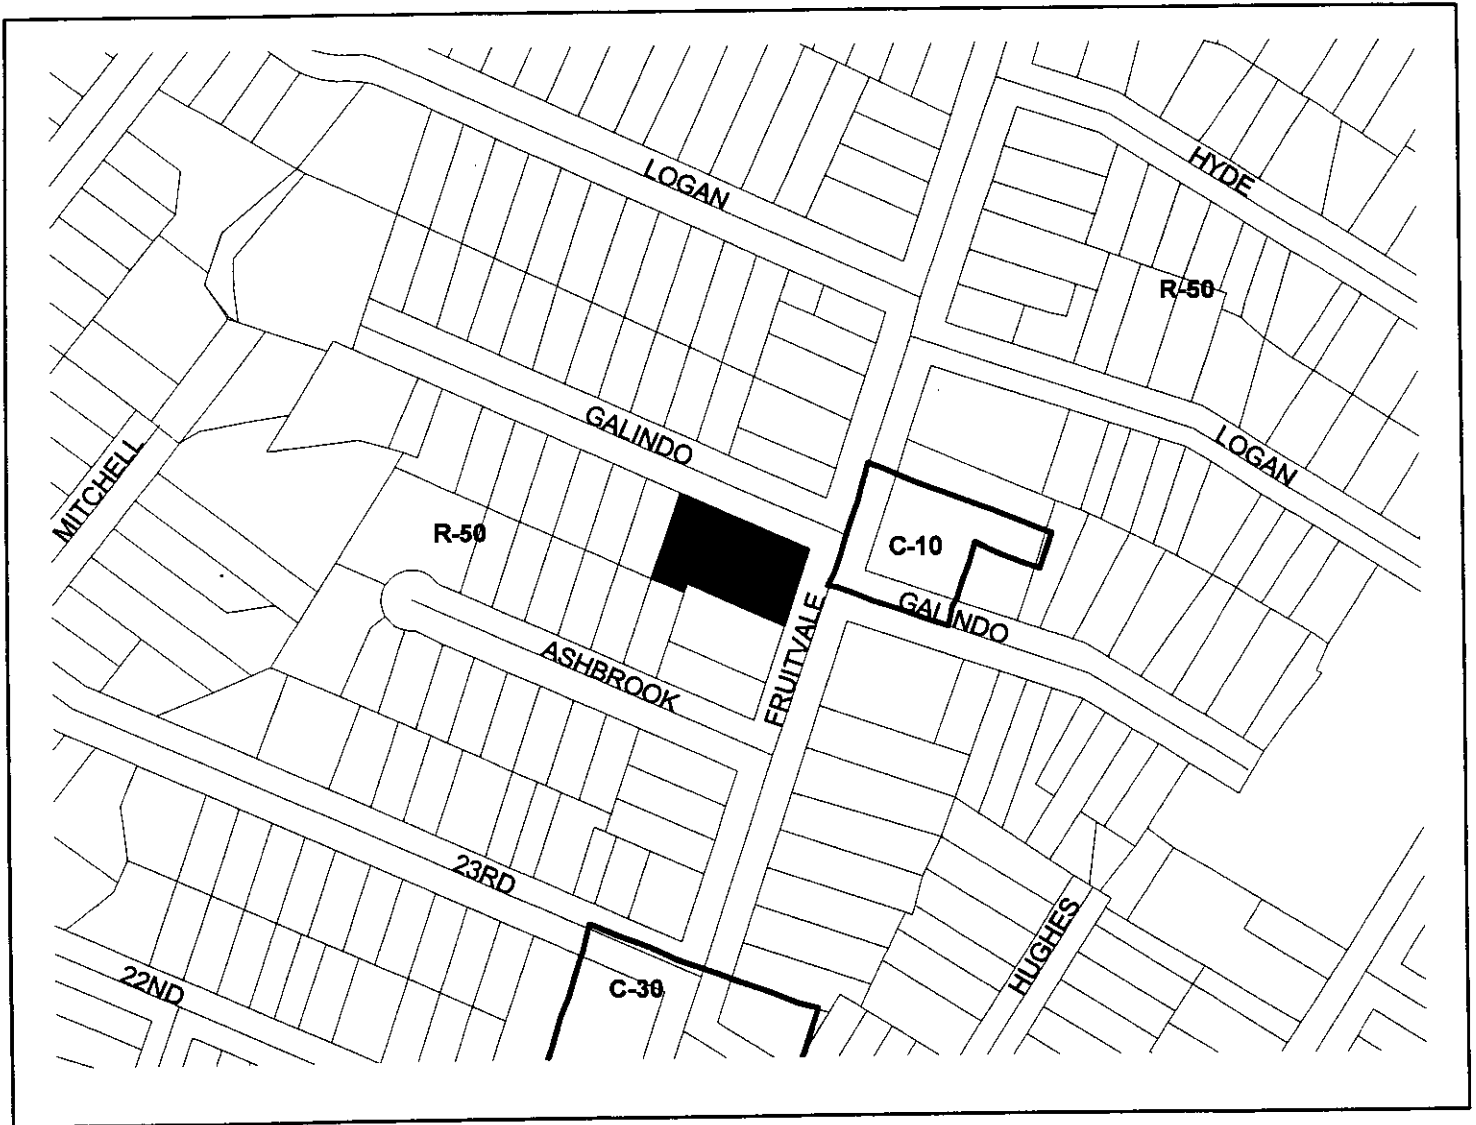 HYDE
LOGAN
R-50
GALINDO
LOGAN
MITCHELL
R-50
C-10
GALINDO
FRUITVALE
ASHBROOK
23RD
HUGHES
22ND
C-30